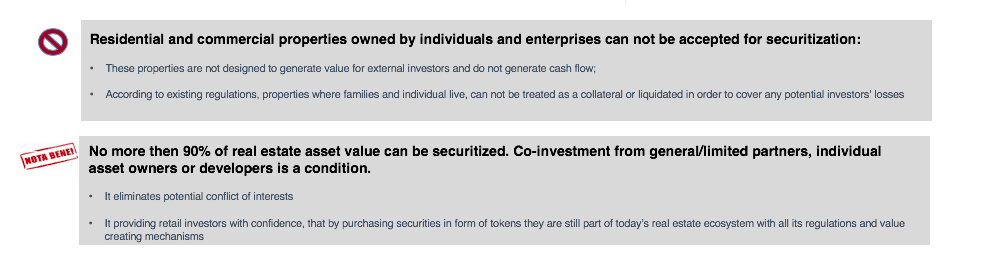 Residential and commercial properties owned by individuals and enterprises can not be accepted for securitization:
• These properties are not designed to generate value for external investors and do not generate cash flow;
• According to existing regulations, properties where families and individual live, can not be treated as a collateral or liquidated in order to cover any potential investors' losses
NOTA BENE!
No more then 90% of real estate asset value can be securitized. Co-investment from general/limited partners, individual
asset owners or developers is a condition.
• It eliminates potential conflict of interests
• It providing retail investors with confidence, that by purchasing securities in form of tokens they are still part of today's real estate ecosystem with all its regulations and value
creating mechanisms